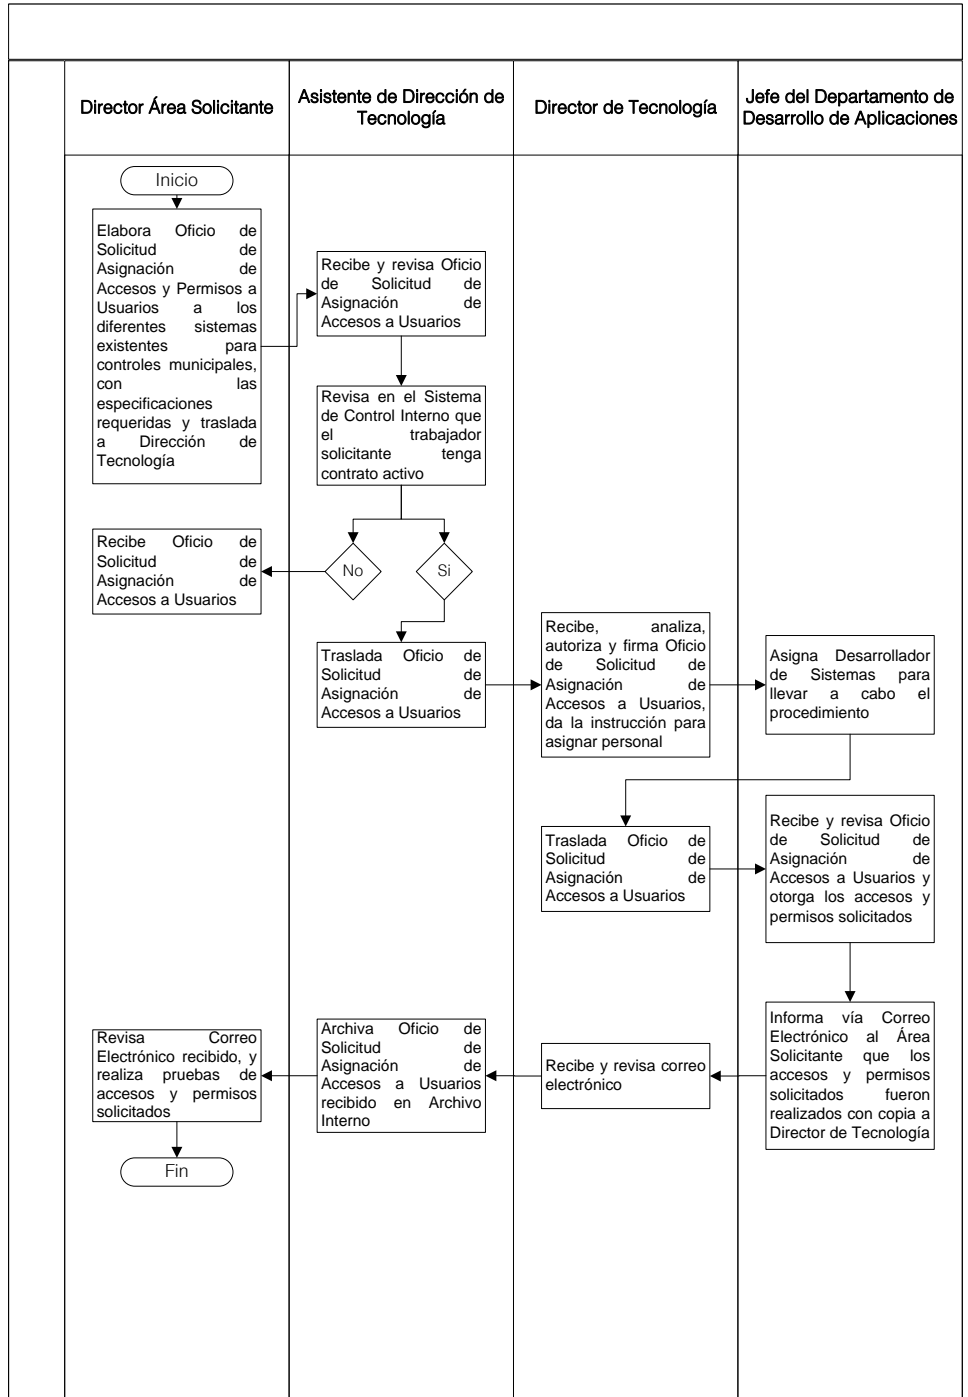 Director Área Solicitante
Asistente de Dirección de
Tecnología
Director de Tecnología
Jefe del Departamento de
Desarrollo de Aplicaciones
Inicio
Elabora Oficio de
Solicitud de
Asignación de
Accesos y Permisos a
Usuarios a los
diferentes sistemas
existentes para
controles municipales,
con las
especificaciones
requeridas y traslada
a Dirección de
Tecnología
Recibe y revisa Oficio
de Solicitud de
Asignación de
Accesos a Usuarios
Revisa en el Sistema
de Control Interno que
el trabajador
solicitante tenga
contrato activo
No
Si
Recibe Oficio de
Solicitud de
Asignación de
Accesos a Usuarios
Traslada Oficio de
Solicitud de
Asignación de
Accesos a Usuarios
Recibe, analiza,
autoriza y firma Oficio
de Solicitud de
Asignación de
Accesos a Usuarios,
da la instrucción para
asignar personal
Asigna Desarrollador
de Sistemas para
llevar a cabo el
procedimiento
Traslada Oficio de
Solicitud de
Asignación de
Accesos a Usuarios
Recibe y revisa Oficio
de Solicitud de
Asignación de
Accesos a Usuarios y
otorga los accesos y
permisos solicitados
Informa vía Correo
Electrónico al Área
Solicitante que los
accesos y permisos
solicitados fueron
realizados con copia a
Director de Tecnología
Recibe y revisa correo
electrónico
Archiva Oficio de
Solicitud de
Asignación de
Accesos a Usuarios
recibido en Archivo
Interno
Revisa Correo
Electrónico recibido, y
realiza pruebas de
accesos y permisos
solicitados
Fin